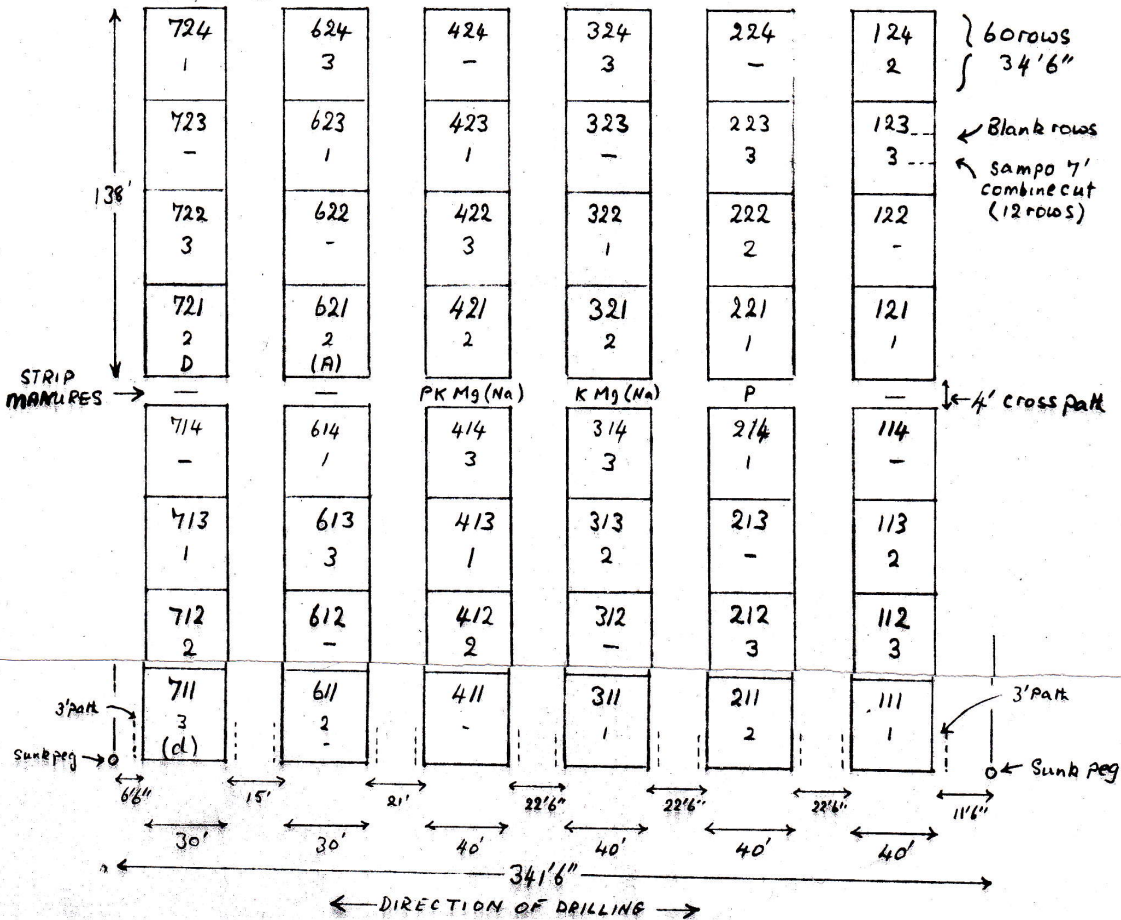 724 624 424 324 224 124 60 rows
1 3 - 3 - 2 34'6"
723 623 423 323 223 123 Blank rows
- 1 1 - 3 3 sampo 7'
combine cut
(12 rows)
138'
722 622 422 322 222 122
3 - 3 1 2 -
721 621 421 321 221 121
2 2 2 2 1 1
D (A)
STRIP
MANURES → — — PK Mg (Na) K Mg (Na) P — ← 4' cross path
714 614 414 314 214 114
- 1 3 3 1 -
713 613 413 313 213 113
1 3 1 2 - 2
712 612 412 312 212 112
2 - 2 - 3 3
711 611 411 311 211 111
3' path 3 2 - 1 2 1 3' path
(d) -
Sunk peg → ← Sunk peg
6'6" 15' 21' 22'6" 22'6" 22'6" 11'6"
30' 30' 40' 40' 40' 40'
341'6"
← DIRECTION OF DRILLING →